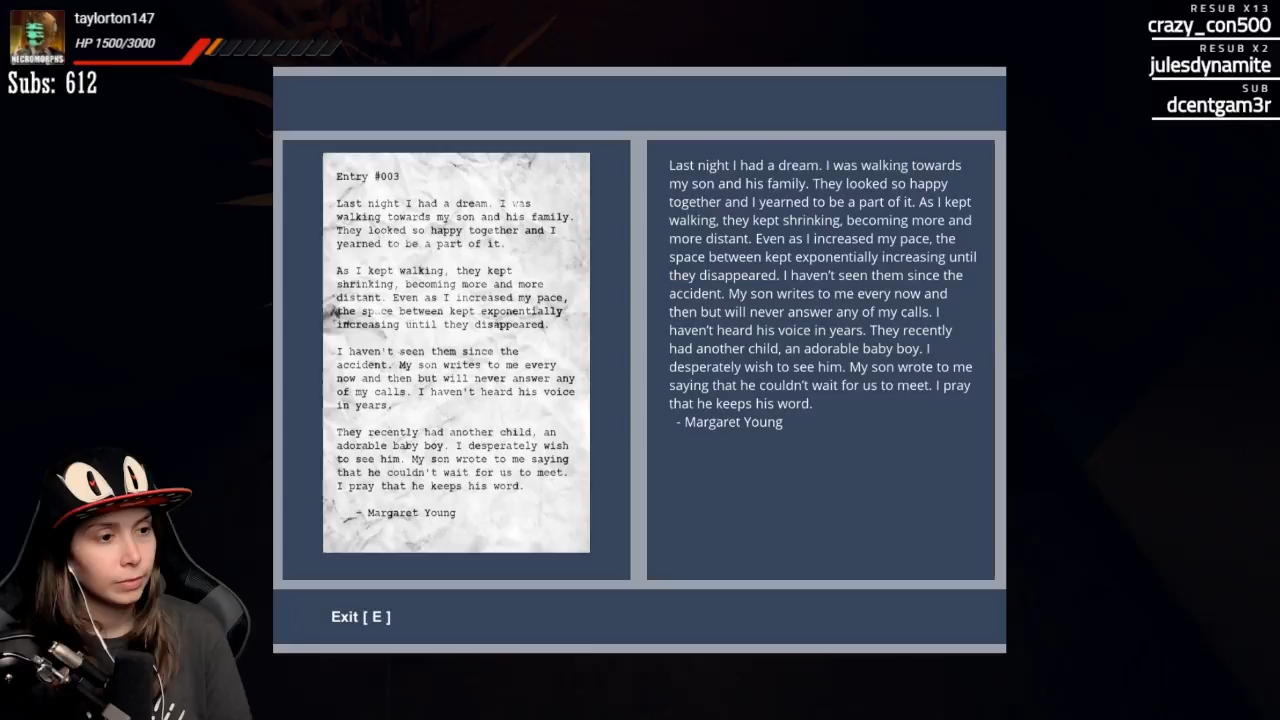 taylorton147
HP 1500/3000
NECROMORPHS
Subs: 612
RESUB X13
crazy_con500
RESUB X2
julesdynamite
SUB
dcentgam3r
Entry #003
Last night I had a dream. I was
walking towards my son and his family.
They looked so happy together and I
yearned to be a part of it.
As I kept walking, they kept
shrinking, becoming more and more
distant. Even as I increased my pace,
the space between kept exponentially
increasing until they disappeared.
I haven't seen them since the
accident. My son writes to me every
now and then but will never answer any
of my calls. I haven't heard his voice
in years.
They recently had another child, an
adorable baby boy. I desperately wish
to see him. My son wrote to me saying
that he couldn't wait for us to meet.
I pray that he keeps his word.
- Margaret Young
Last night I had a dream. I was walking towards
my son and his family. They looked so happy
together and I yearned to be a part of it. As I kept
walking, they kept shrinking, becoming more and
more distant. Even as I increased my pace, the
space between kept exponentially increasing until
they disappeared. I haven't seen them since the
accident. My son writes to me every now and
then but will never answer any of my calls. I
haven't heard his voice in years. They recently
had another child, an adorable baby boy. I
desperately wish to see him. My son wrote to me
saying that he couldn't wait for us to meet. I pray
that he keeps his word.
- Margaret Young
Exit [ E ]